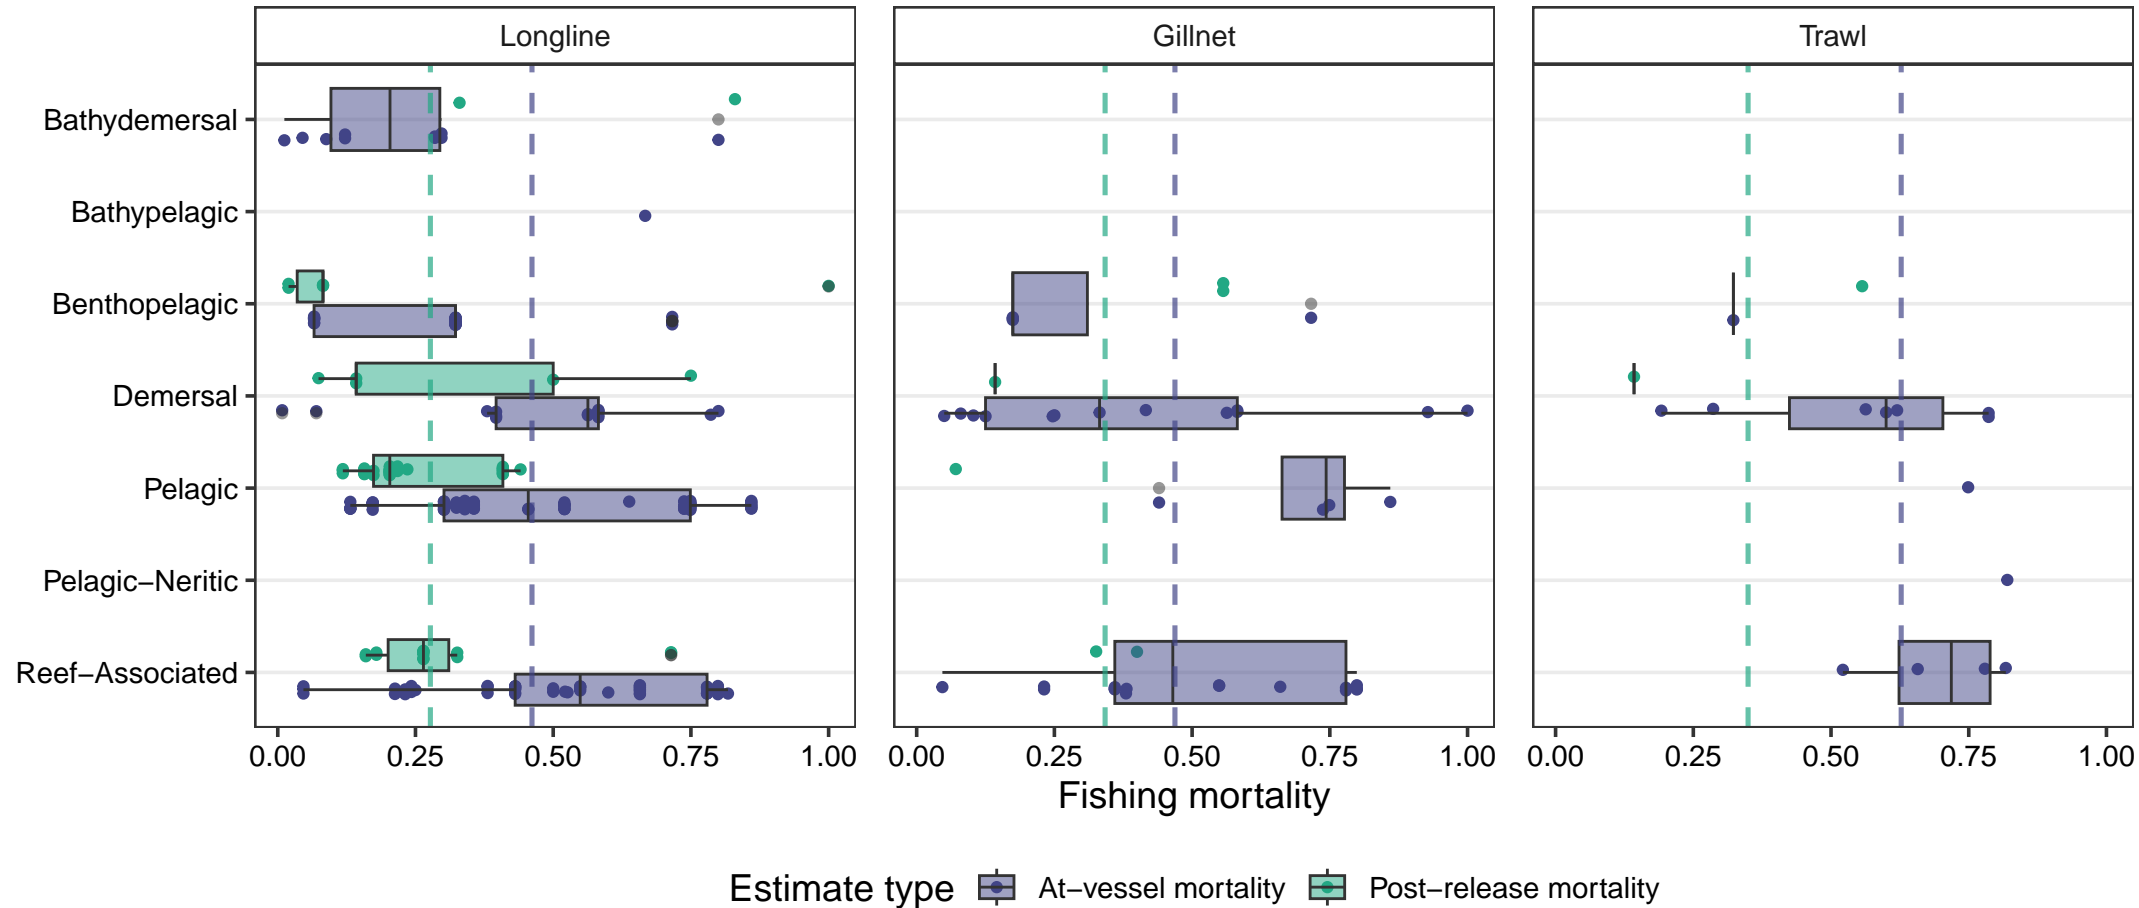 Longline Gillnet Trawl
Bathydemersal
Bathypelagic
Benthopelagic
Demersal
Pelagic
Pelagic−Neritic
Reef−Associated
0.00 0.25 0.50 0.75 1.00 0.00 0.25 0.50 0.75 1.00 0.00 0.25 0.50 0.75 1.00
Fishing mortality
Estimate type At−vessel mortality Post−release mortality